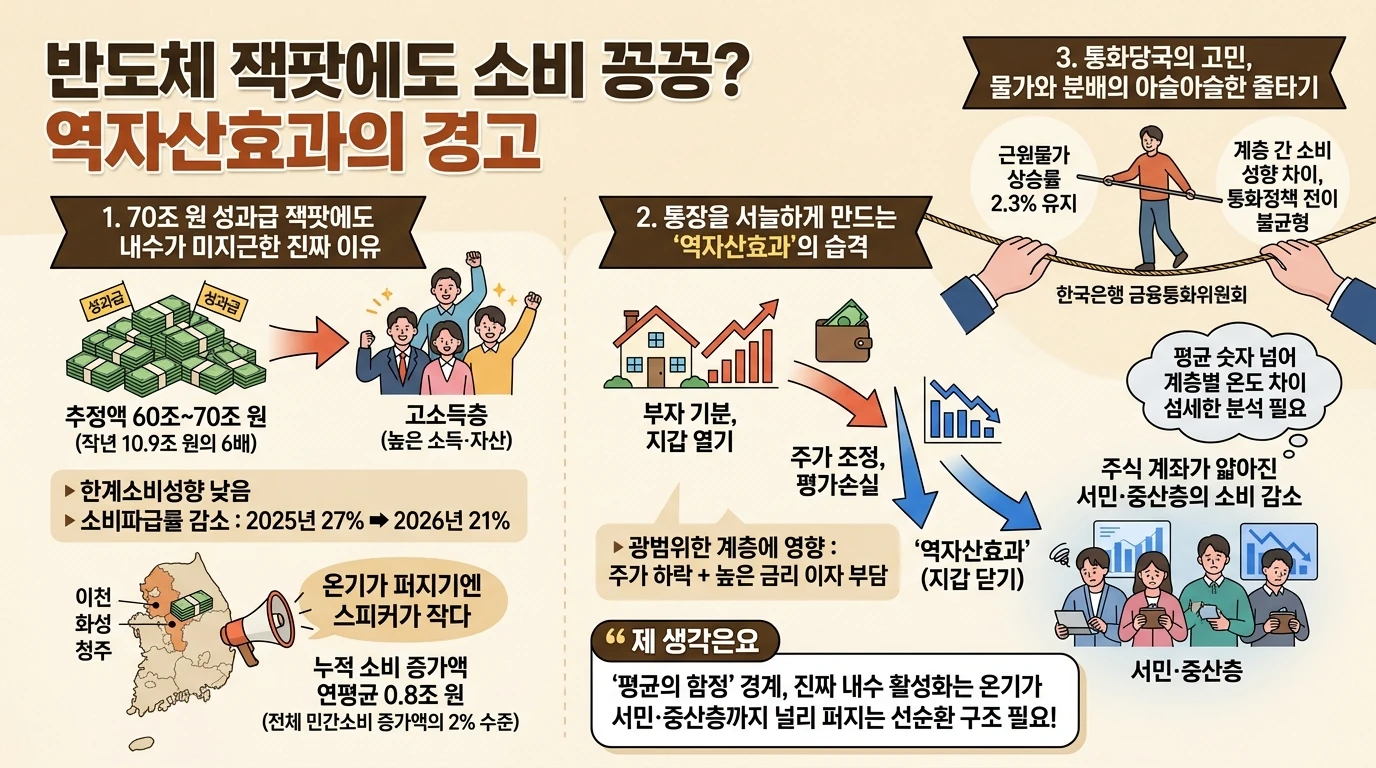 반도체 잭팟에도 소비 꽁꽁?
역자산효과의 경고
1. 70조 원 성과급 잭팟에도
내수가 미지근한 진짜 이유
성과급
성과금
추정액 60조~70조 원
(작년 10.9조 원의 6배)
고소득층
(높은 소득·자산)
▸ 한계소비성향 낮음
▸ 소비파급률 감소 : 2025년 27% ➡ 2026년 21%
이천
화성
청주
온기가 퍼지기엔
스피커가 작다
누적 소비 증가액
연평균 0.8조 원
(전체 민간소비 증가액의 2% 수준)
2. 통장을 서늘하게 만드는
‘역자산효과’의 습격
부자 기분,
지갑 열기
주가 조정,
평가손실
▸ 광범위한 계층에 영향 :
주가 하락 + 높은 금리 이자 부담
‘역자산효과’
(지갑 닫기)
3. 통화당국의 고민,
물가와 분배의 아슬아슬한 줄타기
근원물가
상승률
2.3% 유지
계층 간 소비
성향 차이,
통화정책 전이
불균형
한국은행 금융통화위원회
평균 숫자 넘어
계층별 온도 차이
섬세한 분석 필요
주식 계좌가 얇아진
서민·중산층의 소비 감소
서민·중산층
“ 제 생각은요
‘평균의 함정’ 경계, 진짜 내수 활성화는 온기가
서민·중산층까지 널리 퍼지는 선순환 구조 필요!